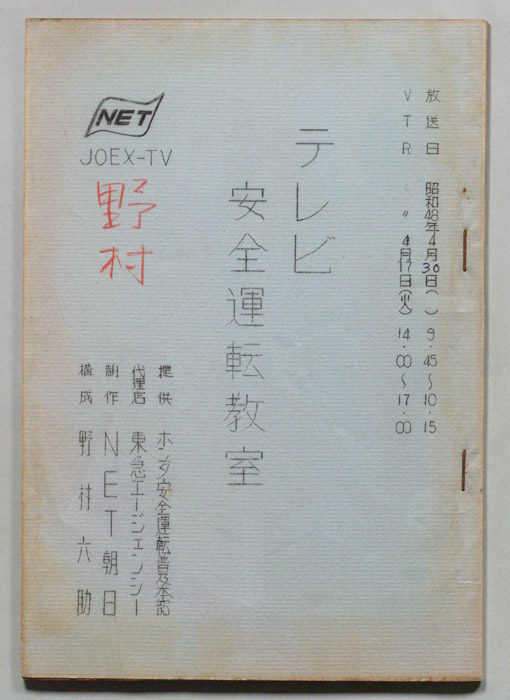 放送日 昭和48年4月30日( ) 9.45～10.15
VTR 〃 4月17日(火) 14.00～17.00
テレビ
安全運転教室
NET
JOEX-TV
野村
提供 ホンダ安全運転普及本部
代理店 東急エージェンシー
制作 NET朝日
構成 野村六助